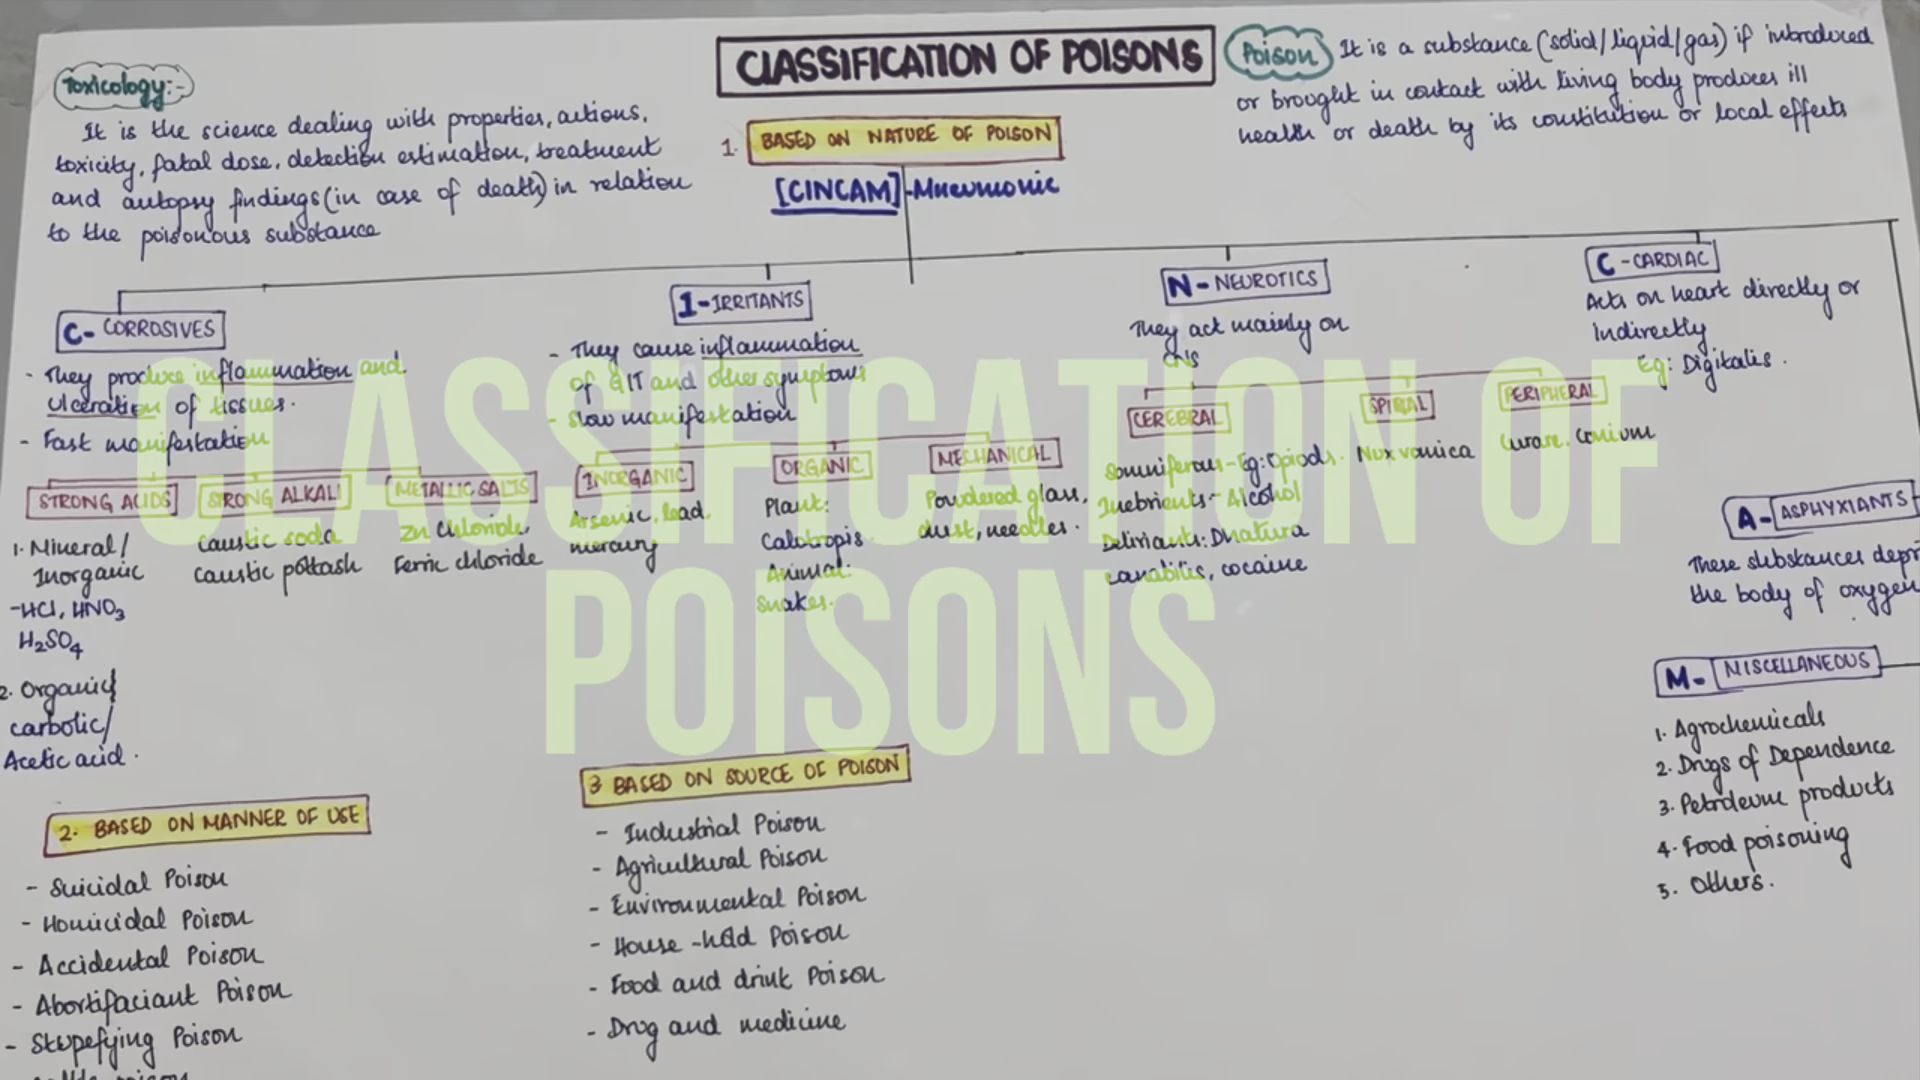 CLASSIFICATION OF POISONS
Toxicology:-
It is the science dealing with properties, actions,
toxicity, fatal dose, detection estimation, treatment
and autopsy findings (in case of death) in relation
to the poisonous substance
Poison It is a substance (solid/liquid/gas) if introduced
or brought in contact with living body produces ill
health or death by its constitution or local effects
1. BASED ON NATURE OF POISON
[CINCAM]-Mneumonic
C- CORROSIVES
- They produce inflammation and
ulceration of tissues.
- Fast manifestation
STRONG ACIDS
1. Mineral/
Inorganic
-HCl, HNO3
H2SO4
2. Organic/
carbolic/
Acetic acid.
STRONG ALKALI
Caustic soda
Caustic pottash
METALLIC SALTS
Zn Chloride,
Ferric chloride
I- IRRITANTS
- They cause inflammation
of GIT and other symptoms
- Slow manifestation
INORGANIC
Arsenic, lead,
mercury
ORGANIC
Plant:
Calotropis
Animal:
Snakes.
MECHANICAL
Powdered glass,
dust, needles.
N- NEUROTICS
They act mainly on
CNS
CEREBRAL
Somniferous-Eg: Opiods.
Inebrients- Alcohol
Deliriants: Dhatura
canabilis, cocaine
SPINAL
Nux vomica
PERIPHERAL
Curare, Conium
C - CARDIAC
Acts on heart directly or
Indirectly
Eg: Digitalis.
A- ASPHYXIANTS
These substances depri
the body of oxygen
M- MISCELLANEOUS
1. Agrochemicals
2. Drugs of Dependence
3. Petroleum products
4. Food poisoning
5. Others.
CLASSIFICATION OF
POISONS
2. BASED ON MANNER OF USE
- Suicidal Poison
- Homicidal Poison
- Accidental Poison
- Abortifaciant Poison
- Stupefying Poison
3 BASED ON SOURCE OF POISON
- Industrial Poison
- Agricultural Poison
- Environmental Poison
- House-hold Poison
- Food and drink Poison
- Drug and medicine